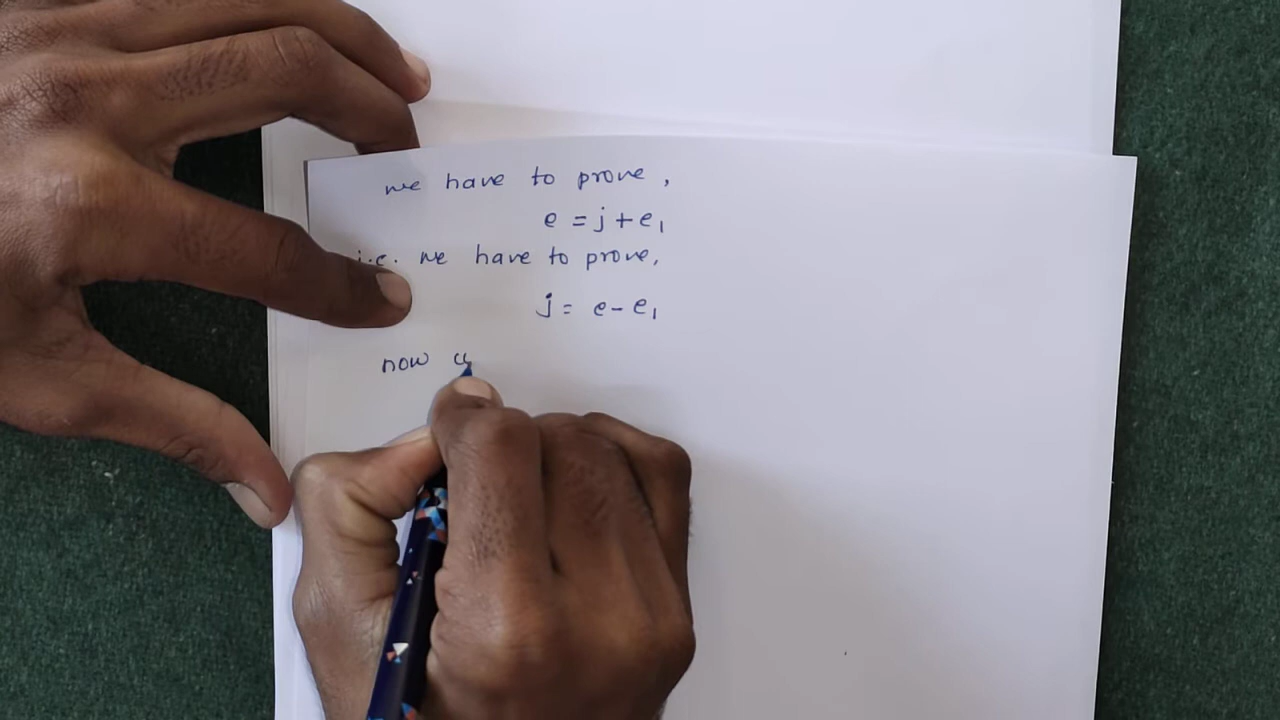 we have to prove,
e = j + e₁
i.e. we have to prove,
j = e - e₁
now